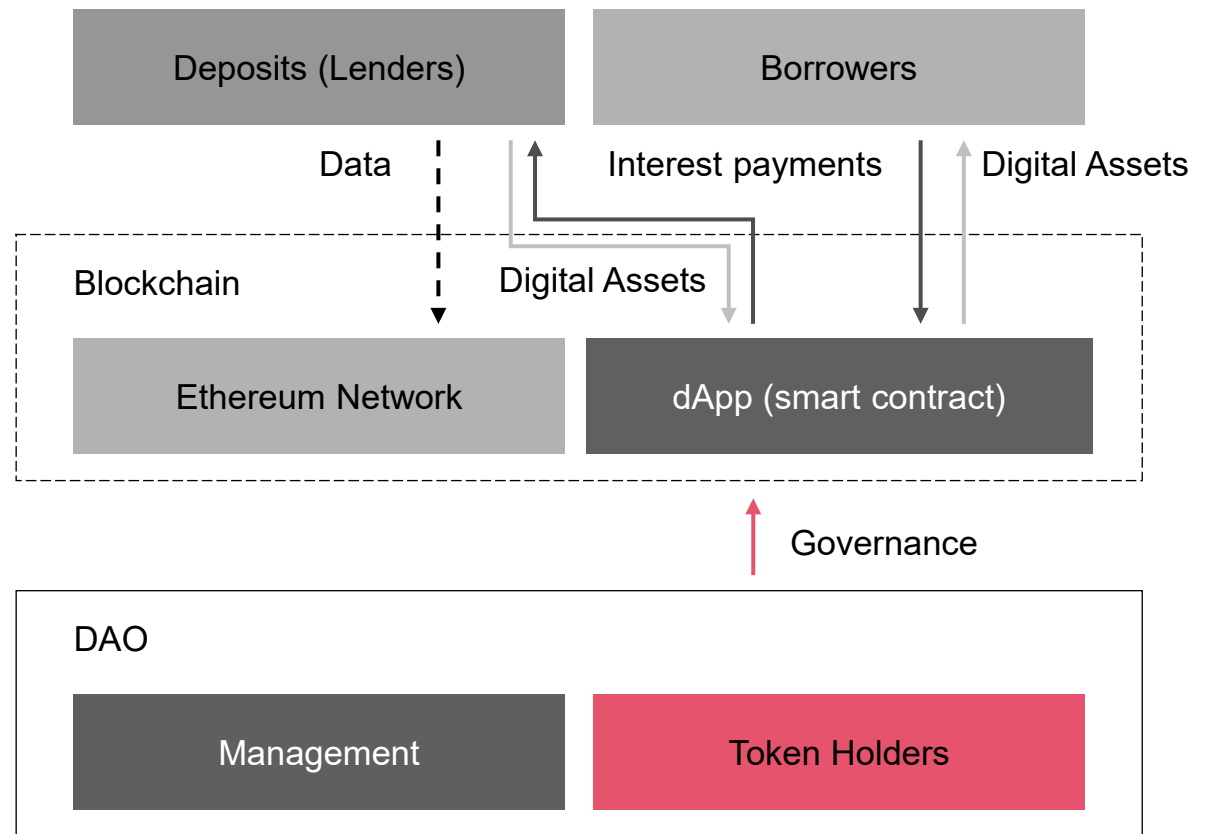 Deposits (Lenders)
Borrowers
Data
Interest payments
Digital Assets
Blockchain
Digital Assets
Ethereum Network
dApp (smart contract)
Governance
DAO
Management
Token Holders